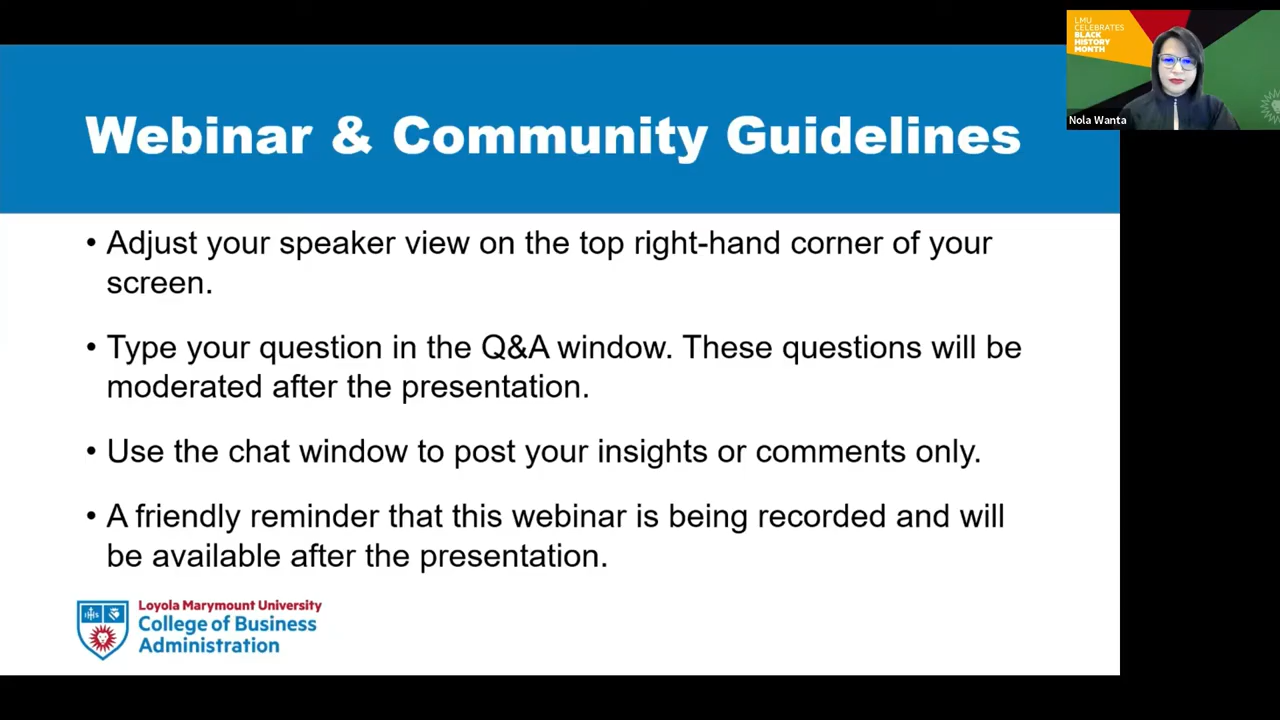 LMU
CELEBRATES
BLACK
HISTORY
MONTH
Nola Wanta
Webinar & Community Guidelines
• Adjust your speaker view on the top right-hand corner of your
screen.
• Type your question in the Q&A window. These questions will be
moderated after the presentation.
• Use the chat window to post your insights or comments only.
• A friendly reminder that this webinar is being recorded and will
be available after the presentation.
IHS
Loyola Marymount University
College of Business
Administration